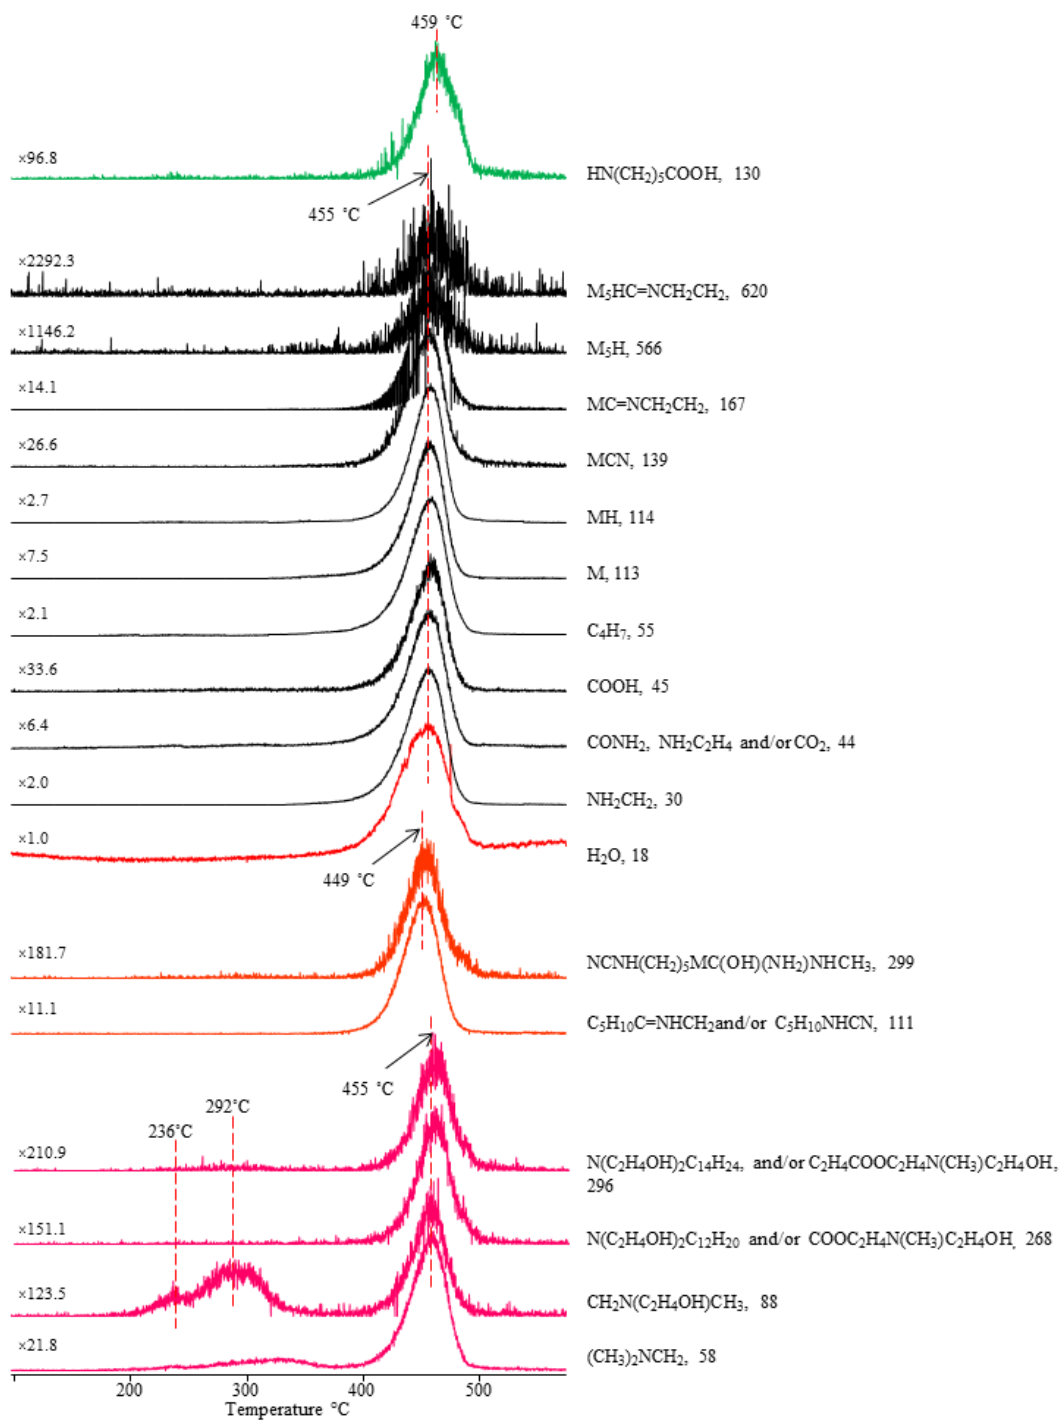 459 °C
×96.8
HN(CH₂)₅COOH, 130
455 °C
×2292.3
M₅HC=NCH₂CH₂, 620
×1146.2
M₅H, 566
×14.1
MC=NCH₂CH₂, 167
×26.6
MCN, 139
×2.7
MH, 114
×7.5
M, 113
×2.1
C₄H₇, 55
×33.6
COOH, 45
×6.4
CONH₂, NH₂C₂H₄ and/orCO₂, 44
×2.0
NH₂CH₂, 30
×1.0
H₂O, 18
449 °C
×181.7
NCNH(CH₂)₅MC(OH)(NH₂)NHCH₃, 299
×11.1
C₅H₁₀C=NHCH₂and/or C₅H₁₀NHCN, 111
455 °C
292°C
236°C
×210.9
N(C₂H₄OH)₂C₁₄H₂₄, and/or C₂H₄COOC₂H₄N(CH₃)C₂H₄OH,
296
×151.1
N(C₂H₄OH)₂C₁₂H₂₀ and/or COOC₂H₄N(CH₃)C₂H₄OH, 268
×123.5
CH₂N(C₂H₄OH)CH₃, 88
×21.8
(CH₃)₂NCH₂, 58
200 300 400 500
Temperature °C